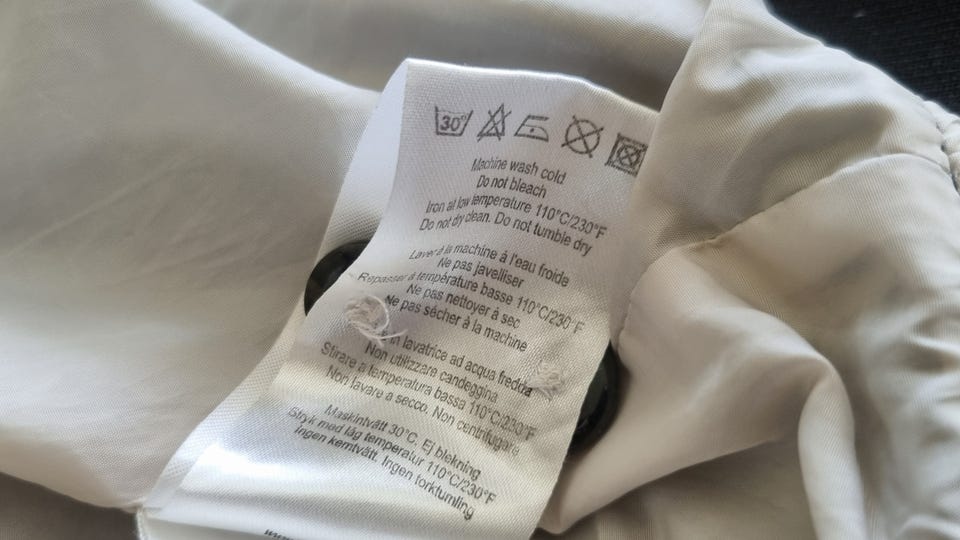 30°
Machine wash cold
Do not bleach
Iron at low temperature 110°C/230°F
Do not dry clean. Do not tumble dry
Laver à la machine à l'eau froide
Ne pas javelliser
Repasser à température basse 110°C/230°F
Ne pas nettoyer à sec
Ne pas sécher à la machine
in lavatrice ad acqua fredda
Non utilizzare candeggina
Stirare a temperatura bassa 110°C/230°F
Non lavare a secco. Non centrifugare
Maskintvätt 30°C. Ej blekning
Stryk med låg temperatur 110°C/230°F
Ingen kemtvätt. Ingen torktumling